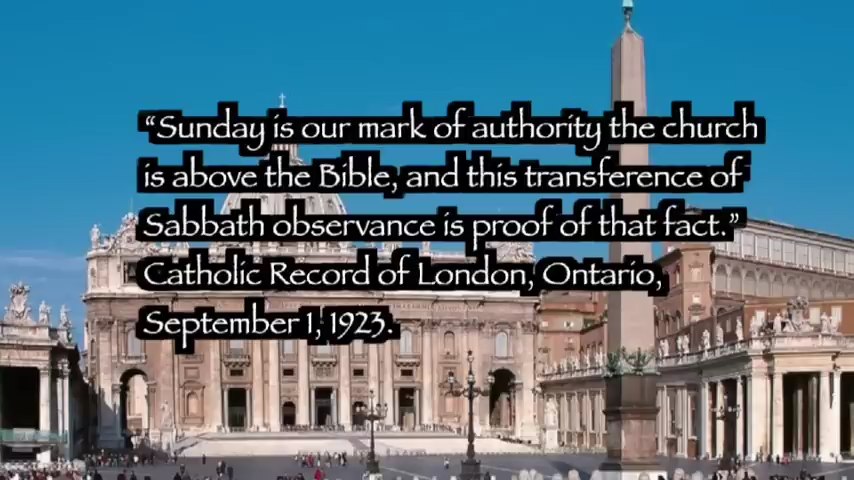 “Sunday is our mark of authority the church
is above the Bible, and this transference of
Sabbath observance is proof of that fact.”
Catholic Record of London, Ontario,
September 1, 1923.